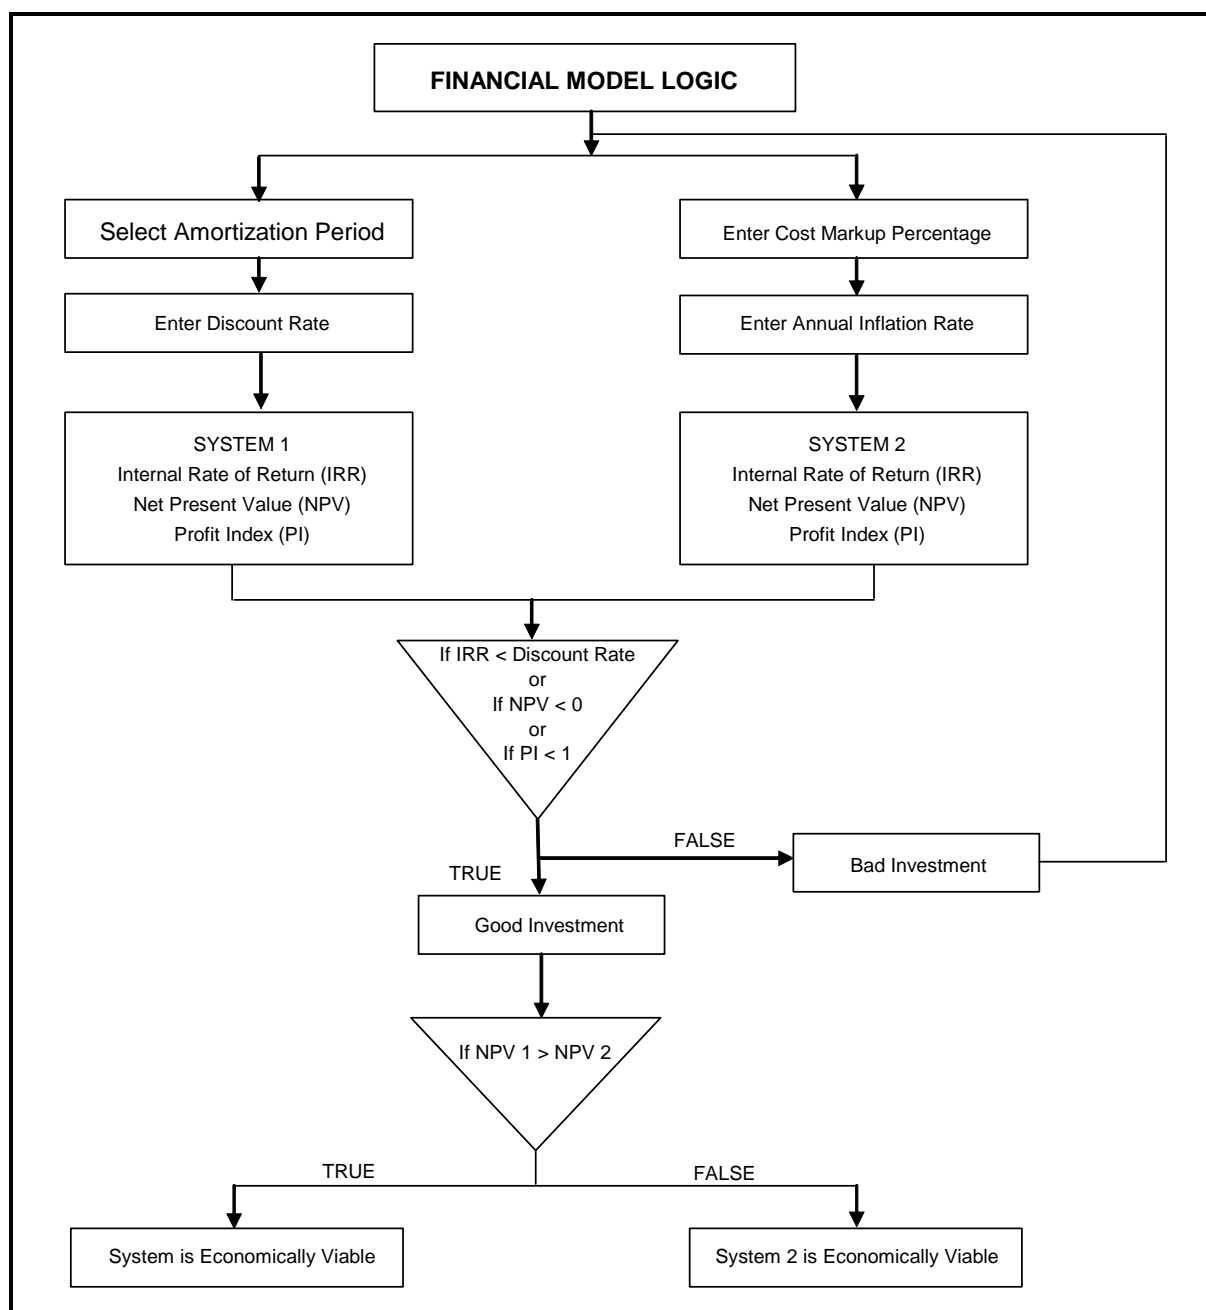 FINANCIAL MODEL LOGIC
Select Amortization Period
Enter Cost Markup Percentage
Enter Discount Rate
Enter Annual Inflation Rate
SYSTEM 1
Internal Rate of Return (IRR)
Net Present Value (NPV)
Profit Index (PI)
SYSTEM 2
Internal Rate of Return (IRR)
Net Present Value (NPV)
Profit Index (PI)
If IRR < Discount Rate
or
If NPV < 0
or
If PI < 1
FALSE
Bad Investment
TRUE
Good Investment
If NPV 1 > NPV 2
TRUE
FALSE
System is Economically Viable
System 2 is Economically Viable